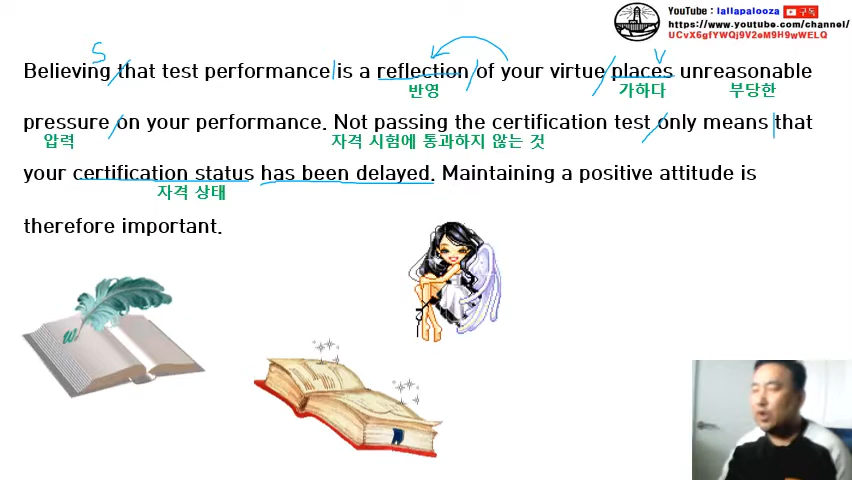 YouTube : lallapalooza 구독
https://www.youtube.com/channel/
UCvX6gfYWQj9V2eM9H9wWELQ
S
V
Believing that test performance is a reflection of your virtue places unreasonable
반영 가하다 부당한
pressure on your performance. Not passing the certification test only means that
압력 자격 시험에 통과하지 않는 것
your certification status has been delayed. Maintaining a positive attitude is
자격 상태
therefore important.